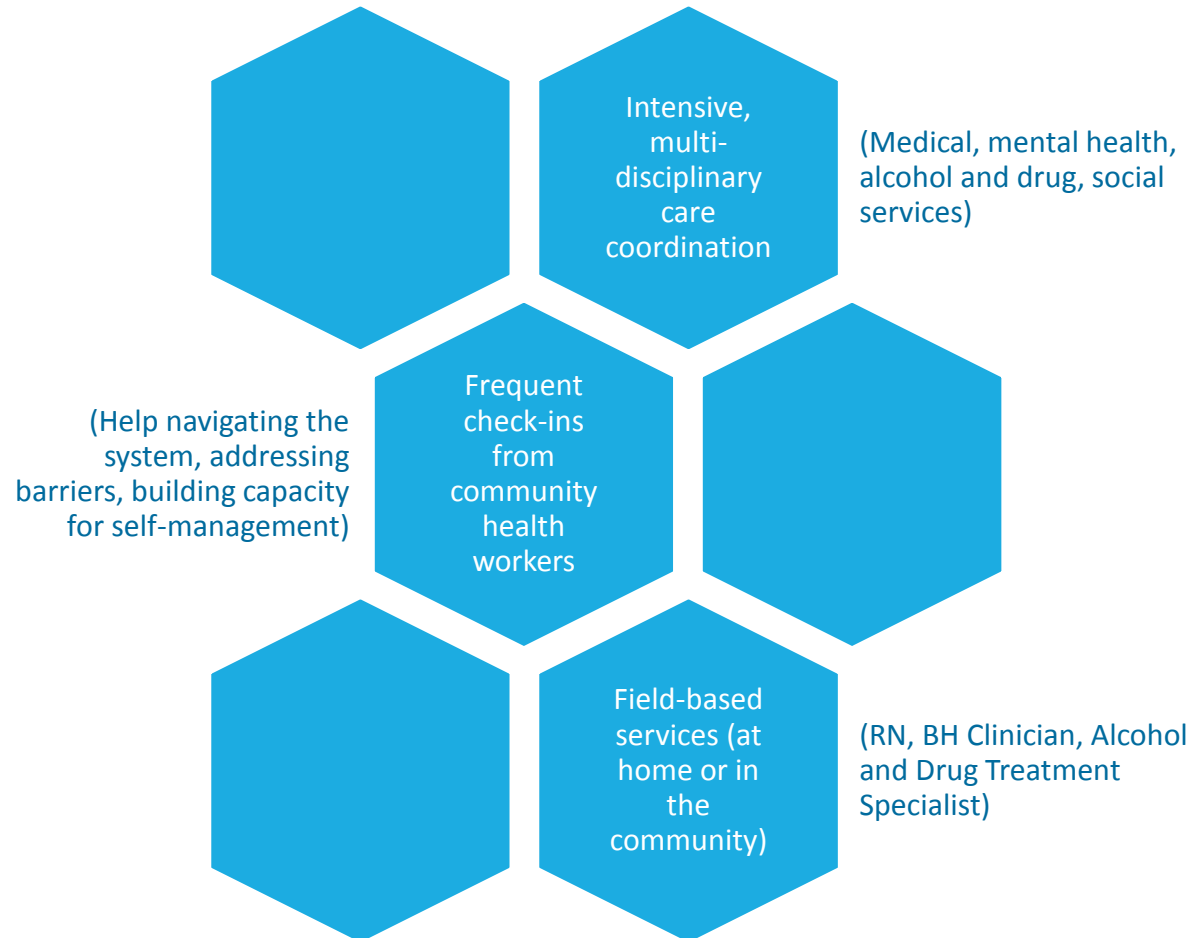 Intensive,
multi-
disciplinary
care
coordination
(Medical, mental health,
alcohol and drug, social
services)
(Help navigating the
system, addressing
barriers, building capacity
for self-management)
Frequent
check-ins
from
community
health
workers
Field-based
services (at
home or in
the
community)
(RN, BH Clinician, Alcohol
and Drug Treatment
Specialist)